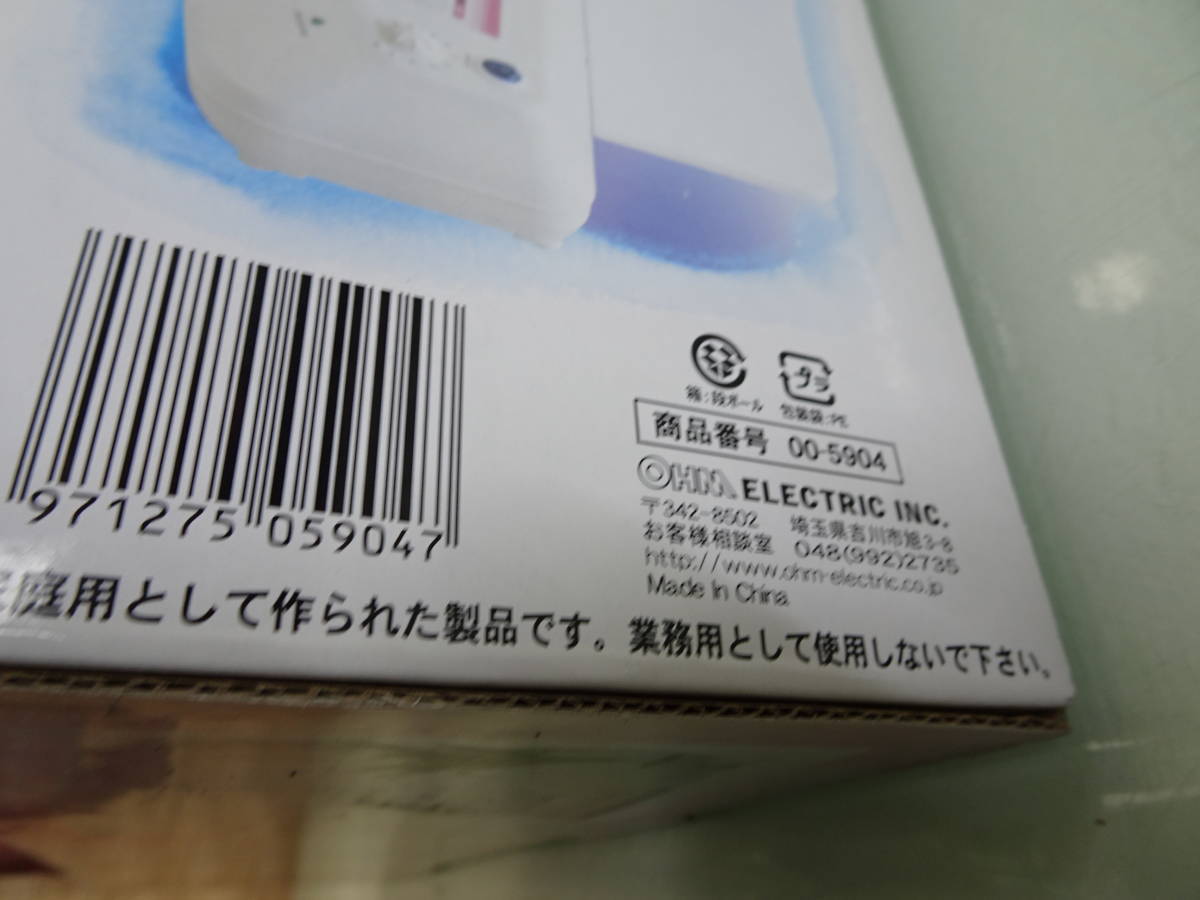 箱:段ボール
包装袋:PE
プラ
商品番号 00-5904
OHM ELECTRIC INC.
〒342-8502 埼玉県吉川市旭3-8
お客様相談室 048(992)2735
http://www.ohm-electric.co.jp
Made In China
971275 059047
庭用として作られた製品です。業務用として使用しないで下さい。